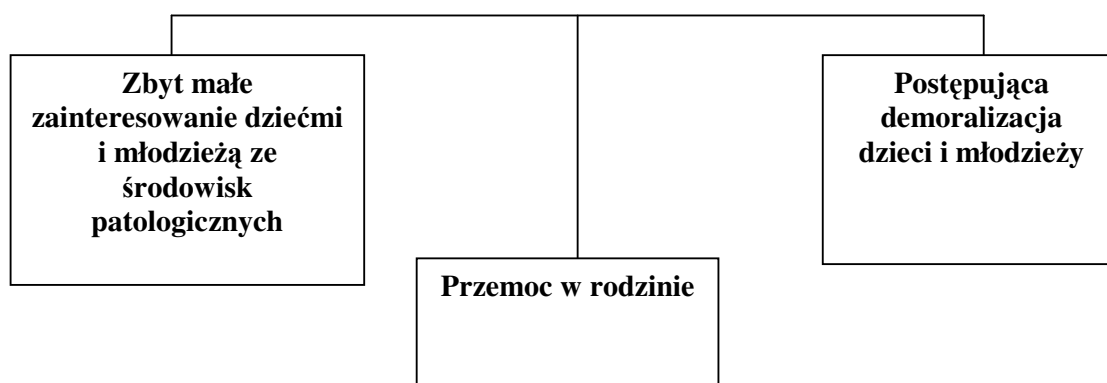 Zbyt małe
zainteresowanie dziećmi
i młodzieżą ze
środowisk
patologicznych
Postępująca
demoralizacja
dzieci i młodzieży
Przemoc w rodzinie